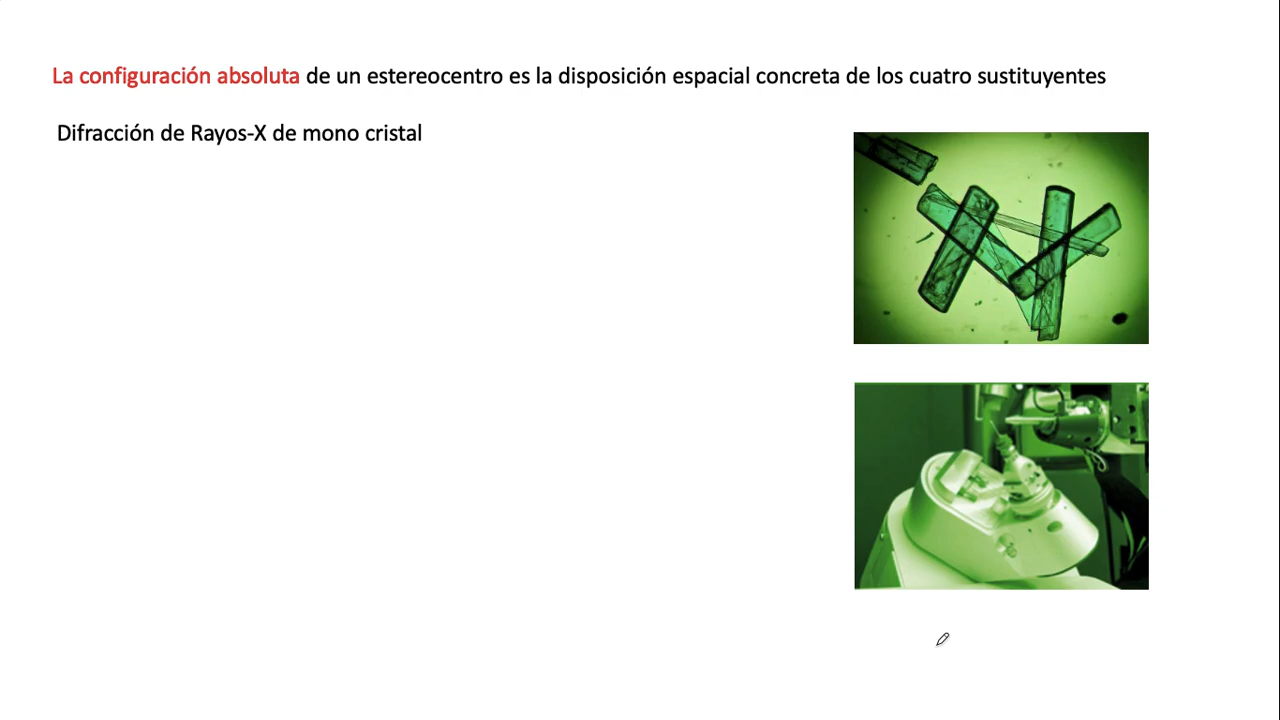 La configuración absoluta de un estereocentro es la disposición espacial concreta de los cuatro sustituyentes
Difracción de Rayos-X de mono cristal